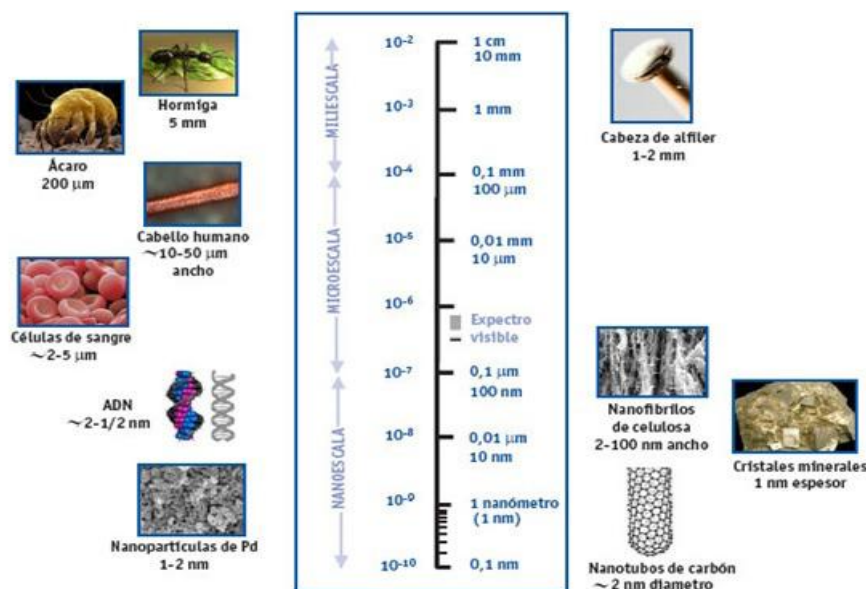 Hormiga
5 mm
Ácaro
200 µm
Cabello humano
~10-50 µm
ancho
Células de sangre
~2-5 µm
ADN
~2-1/2 nm
Nanopartículas de Pd
1-2 nm
MILIESCALA
MICROESCALA
NANOESCALA
10-2
1 cm
10 mm
10-3
1 mm
10-4
0,1 mm
100 µm
10-5
0,01 mm
10 µm
10-6
Expectro
visible
10-7
0,1 µm
100 nm
10-8
0,01 µm
10 nm
10-9
1 nanómetro
(1 nm)
10-10
0,1 nm
Cabeza de alfiler
1-2 mm
Nanofibrilos
de celulosa
2-100 nm ancho
Cristales minerales
1 nm espesor
Nanotubos de carbón
~2 nm diametro